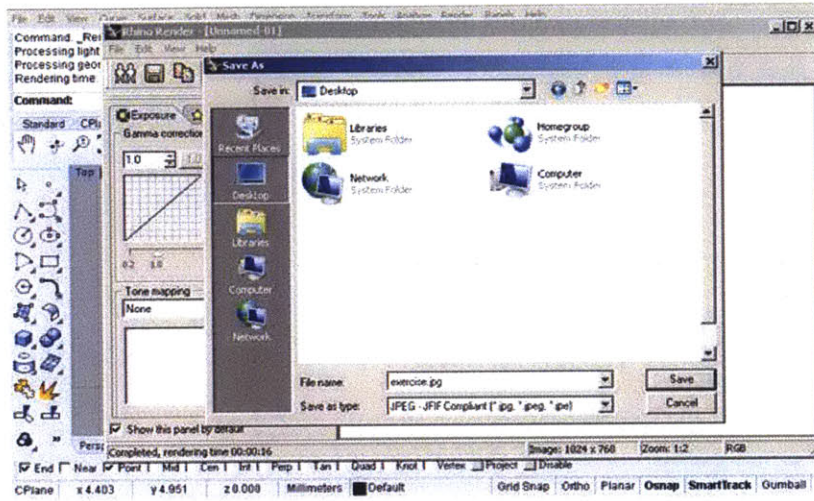 File Edit View Curve Surface Solid Mesh Dimension Transform Tools Analyze Render Panels Help
Command: _Re
Processing light
Processing geor
Rendering time
Command:
Standard CPl
Top
Rhino Render - [Unnamed-01]
File Edit View Help
Exposure
Gamma correction
1.0
0.2 1.0
Tone mapping
None
Show this panel by default
Save As
Save in: Desktop
Recent Places
Desktop
Libraries
Computer
Network
Libraries
System Folder
Homegroup
System Folder
Network
System Folder
Computer
System Folder
File name: exercise.jpg
Save
Save as type: JPEG - JFIF Compliant (*.jpg, *.jpeg, *.jpe)
Cancel
Persp
Completed, rendering time 00:00:16
Image: 1024 x 768
Zoom: 1:2
RGB
End Near Point Mid Cen Int Perp Tan Quad Knot Vertex Project Disable
CPlane x 4.403 y 4.951 z 0.000 Millimeters Default Grid Snap Ortho Planar Osnap SmartTrack Gumball